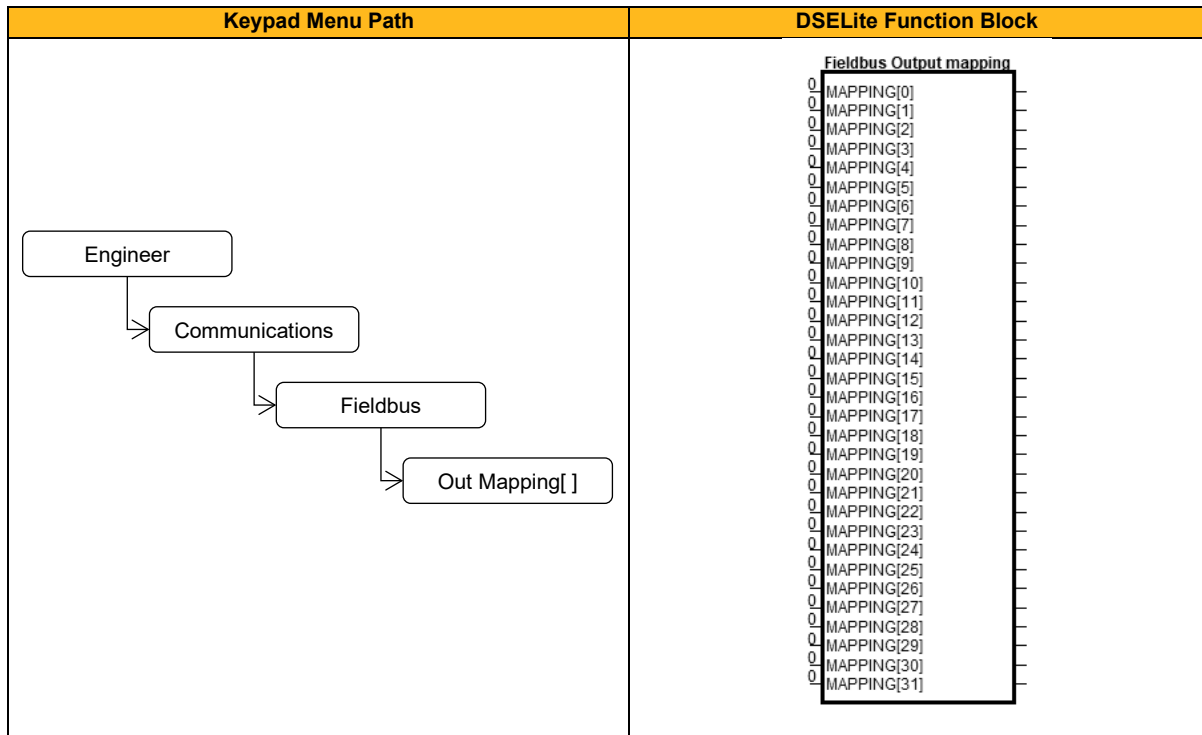 Keypad Menu Path
DSELite Function Block
Engineer
Communications
Fieldbus
Out Mapping[ ]
Fieldbus Output mapping
0 MAPPING[0]
0 MAPPING[1]
0 MAPPING[2]
0 MAPPING[3]
0 MAPPING[4]
0 MAPPING[5]
0 MAPPING[6]
0 MAPPING[7]
0 MAPPING[8]
0 MAPPING[9]
0 MAPPING[10]
0 MAPPING[11]
0 MAPPING[12]
0 MAPPING[13]
0 MAPPING[14]
0 MAPPING[15]
0 MAPPING[16]
0 MAPPING[17]
0 MAPPING[18]
0 MAPPING[19]
0 MAPPING[20]
0 MAPPING[21]
0 MAPPING[22]
0 MAPPING[23]
0 MAPPING[24]
0 MAPPING[25]
0 MAPPING[26]
0 MAPPING[27]
0 MAPPING[28]
0 MAPPING[29]
0 MAPPING[30]
0 MAPPING[31]